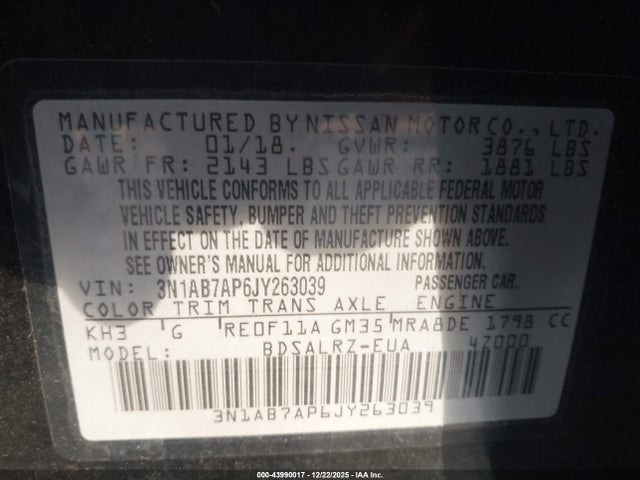 MANUFACTURED BY NISSAN MOTOR CO., LTD.
DATE: 01/18. GVWR: 3876 LBS
GAWR FR: 2143 LBS GAWR RR: 1881 LBS
THIS VEHICLE CONFORMS TO ALL APPLICABLE FEDERAL MOTOR
VEHICLE SAFETY, BUMPER AND THEFT PREVENTION STANDARDS
IN EFFECT ON THE DATE OF MANUFACTURE SHOWN ABOVE.
SEE OWNER'S MANUAL FOR ADDITIONAL INFORMATION.
VIN: 3N1AB7AP6JY263039 PASSENGER CAR.
COLOR TRIM TRANS AXLE ENGINE
KH3 G RE0F11A GM35 MRA8DE 1798 CC
MODEL: BDSALRZ-EUA 4Z000
3N1AB7AP6JY263039
000-43990017 - 12/22/2025 - IAA Inc.